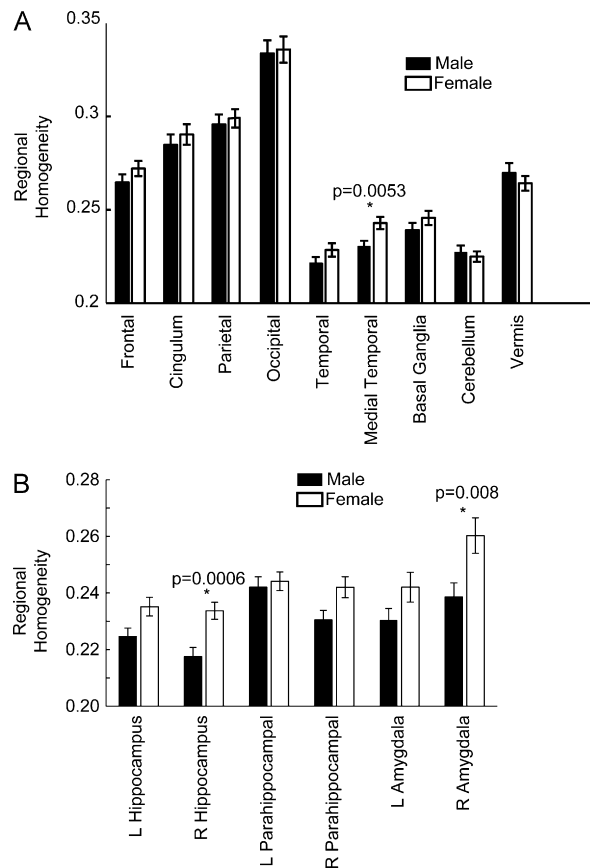 A
0.35
0.3
0.25
0.2
Regional
Homogeneity
Male
Female
p=0.0053
*
Frontal
Cingulum
Parietal
Occipital
Temporal
Medial Temporal
Basal Ganglia
Cerebellum
Vermis
B
0.28
0.26
0.24
0.22
0.20
Regional
Homogeneity
Male
Female
p=0.0006
*
p=0.008
*
L Hippocampus
R Hippocampus
L Parahippocampal
R Parahippocampal
L Amygdala
R Amygdala